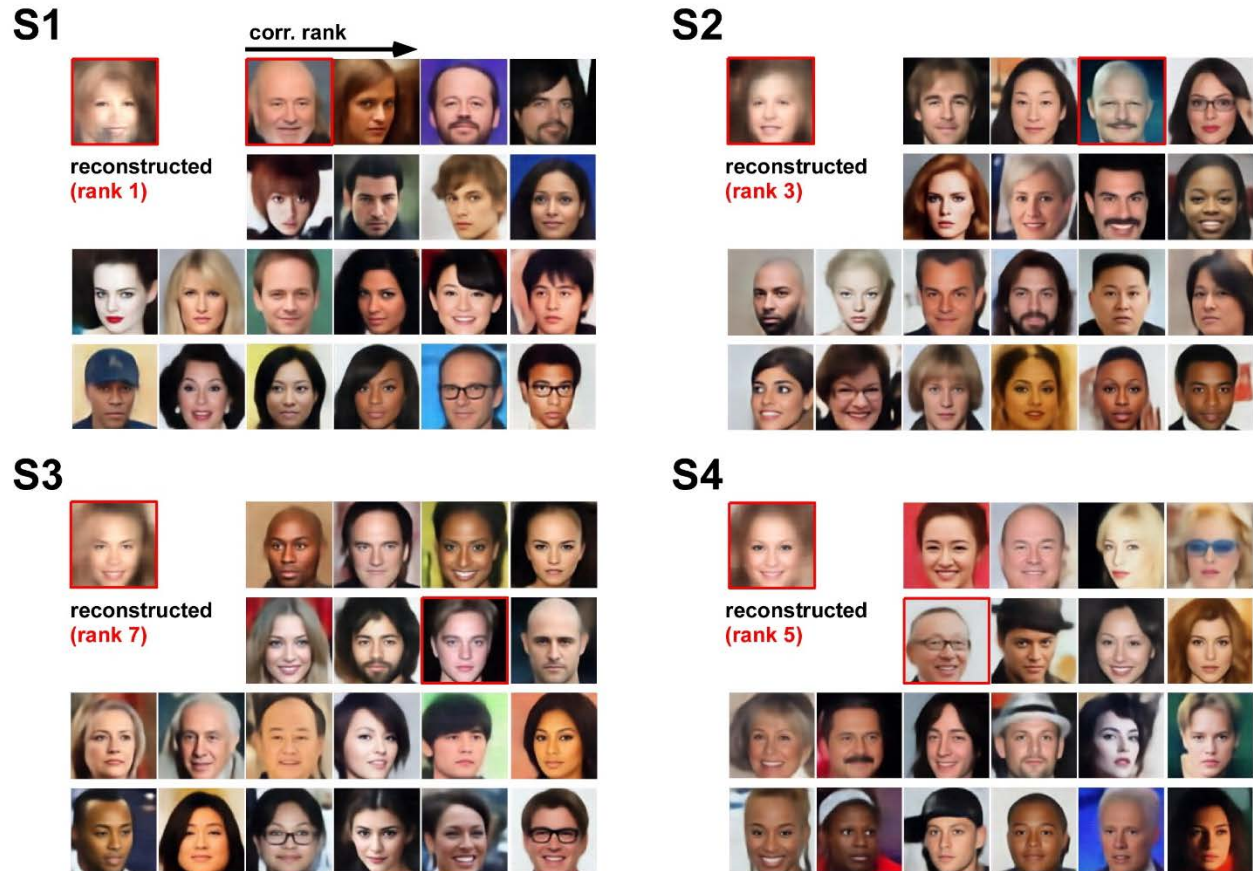 S1
corr. rank
reconstructed
(rank 1)
S2
reconstructed
(rank 3)
S3
reconstructed
(rank 7)
S4
reconstructed
(rank 5)